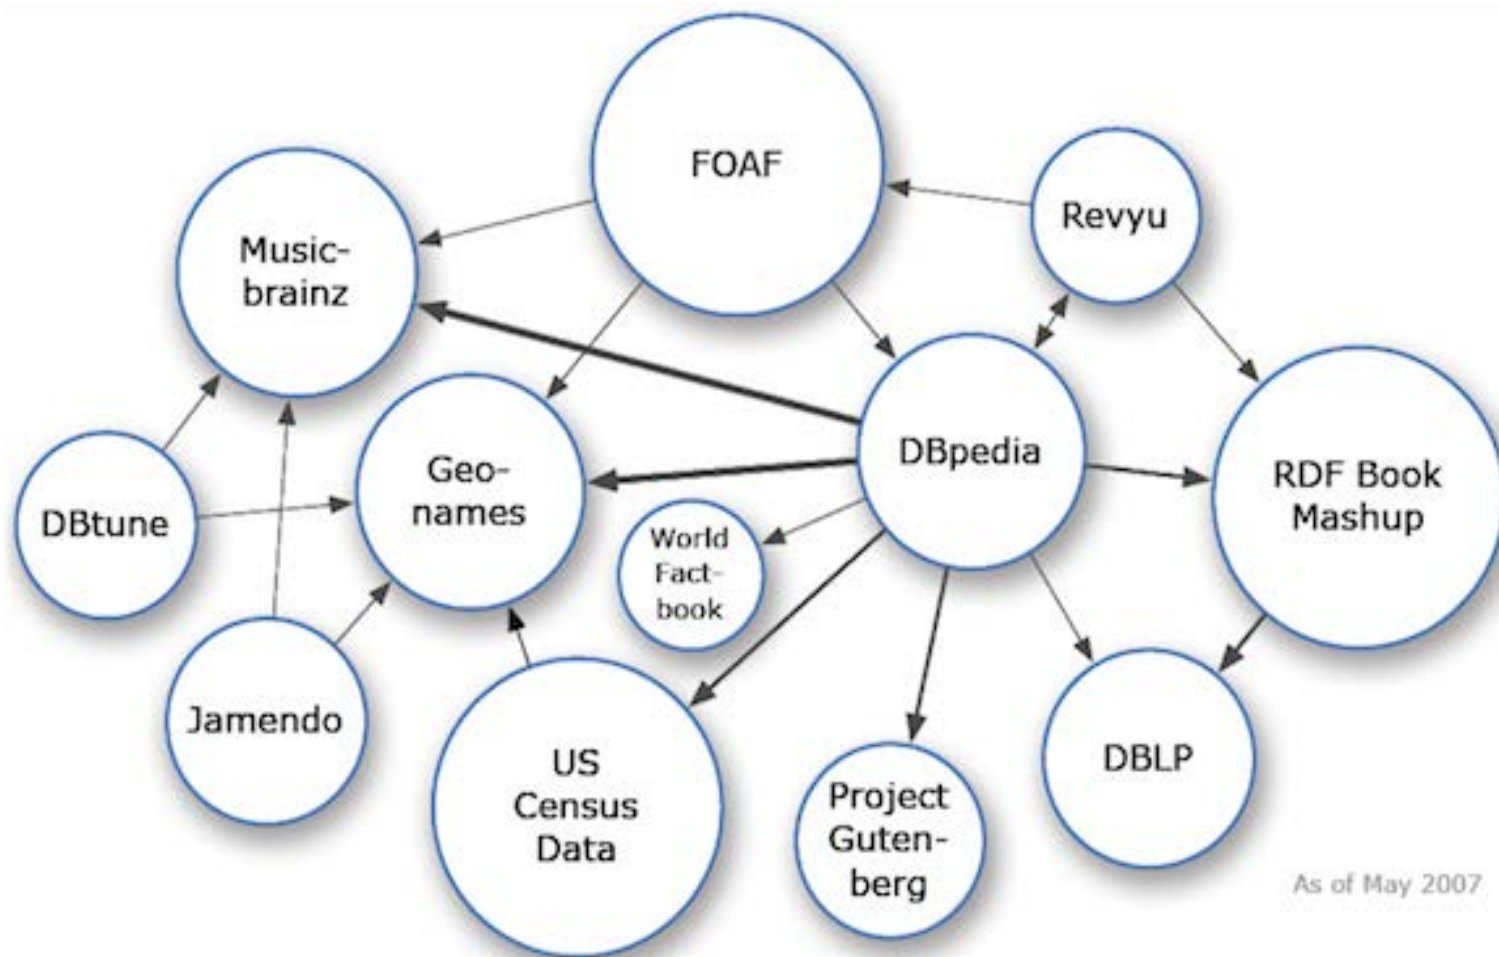 FOAF
Revyu
Music-
brainz
DBpedia
Geo-
names
RDF Book
Mashup
DBtune
World
Fact-
book
Jamendo
US
Census
Data
Project
Guten-
berg
DBLP
As of May 2007